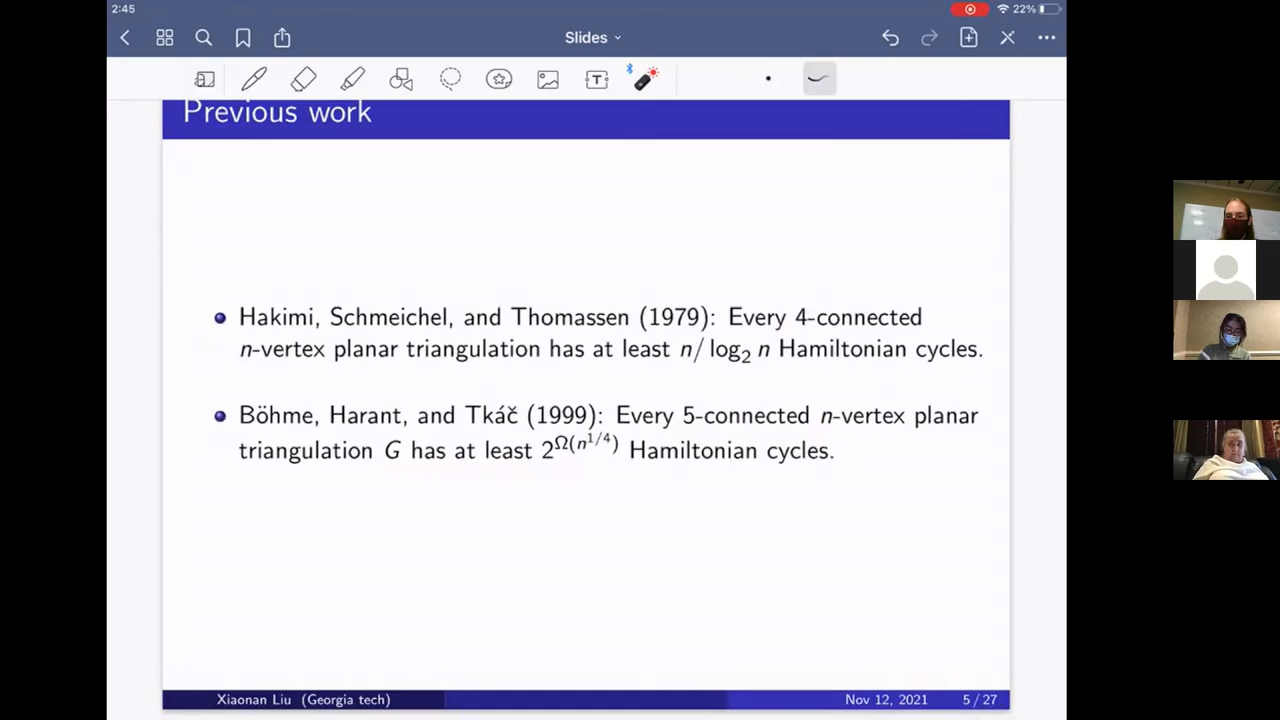 2:45
22%
Slides
T
Previous work
Hakimi, Schmeichel, and Thomassen (1979): Every 4-connected
n-vertex planar triangulation has at least n/ log₂ n Hamiltonian cycles.
Böhme, Harant, and Tkáč (1999): Every 5-connected n-vertex planar
triangulation G has at least 2^Ω(n^1/4) Hamiltonian cycles.
Xiaonan Liu (Georgia tech)
Nov 12, 2021
5 / 27